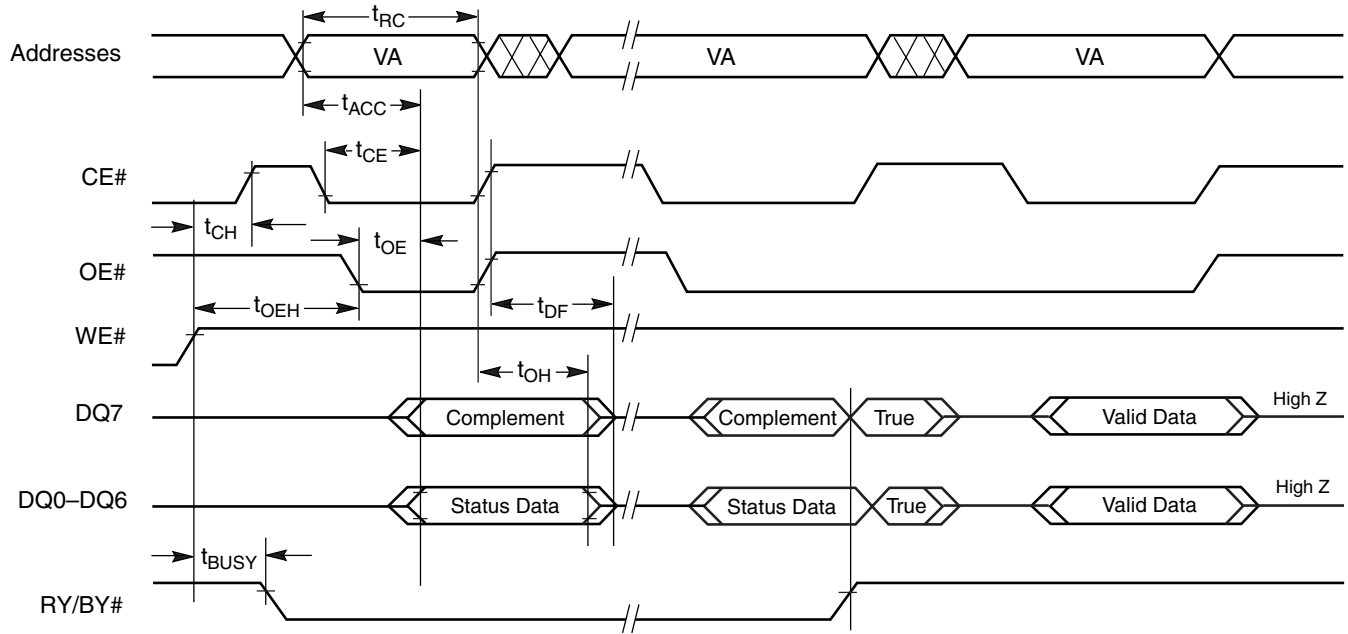 tRC
Addresses VA VA VA
tACC
tCE
CE#
tCH
tOE
OE#
tOEH
tDF
WE#
tOH
DQ7 Complement Complement True Valid Data High Z
DQ0–DQ6 Status Data Status Data True Valid Data High Z
tBUSY
RY/BY#